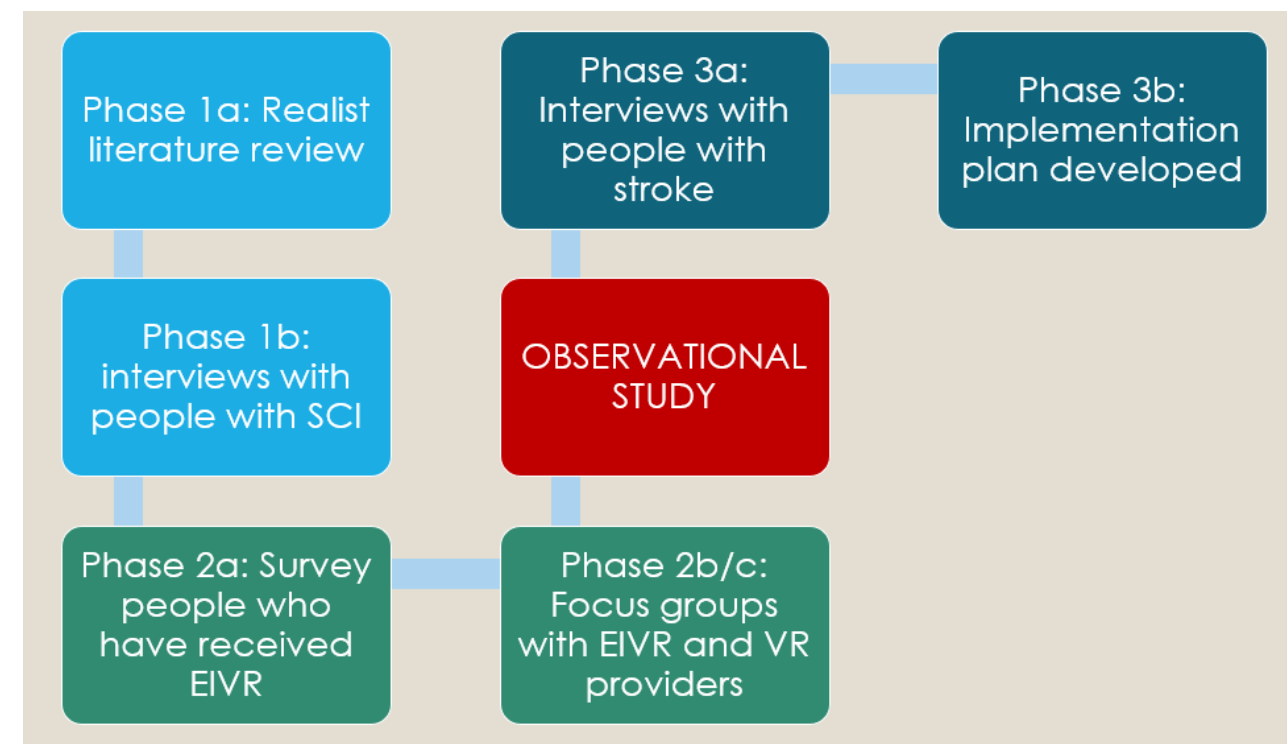 Phase 1a: Realist
literature review
Phase 1b:
interviews with
people with SCI
Phase 2a: Survey
people who
have received
EIVR
Phase 2b/c:
Focus groups
with EIVR and VR
providers
OBSERVATIONAL
STUDY
Phase 3a:
Interviews with
people with
stroke
Phase 3b:
Implementation
plan developed